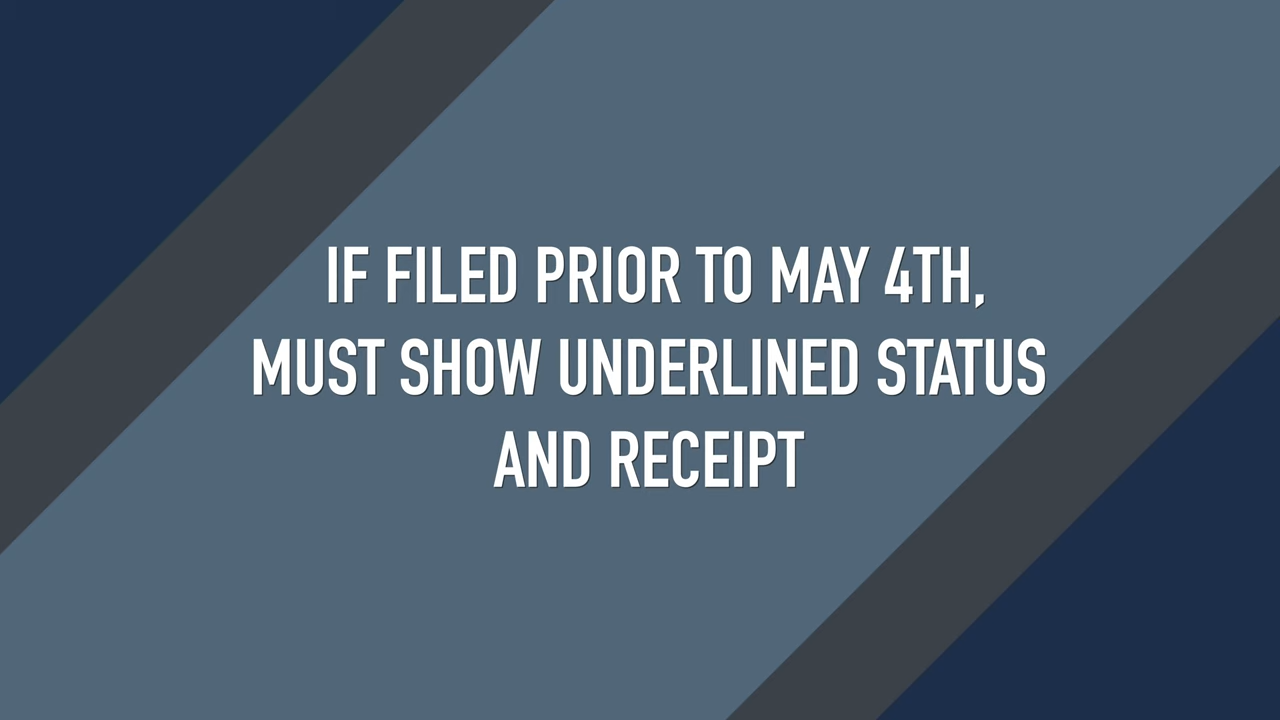 IF FILED PRIOR TO MAY 4TH,
MUST SHOW UNDERLINED STATUS
AND RECEIPT